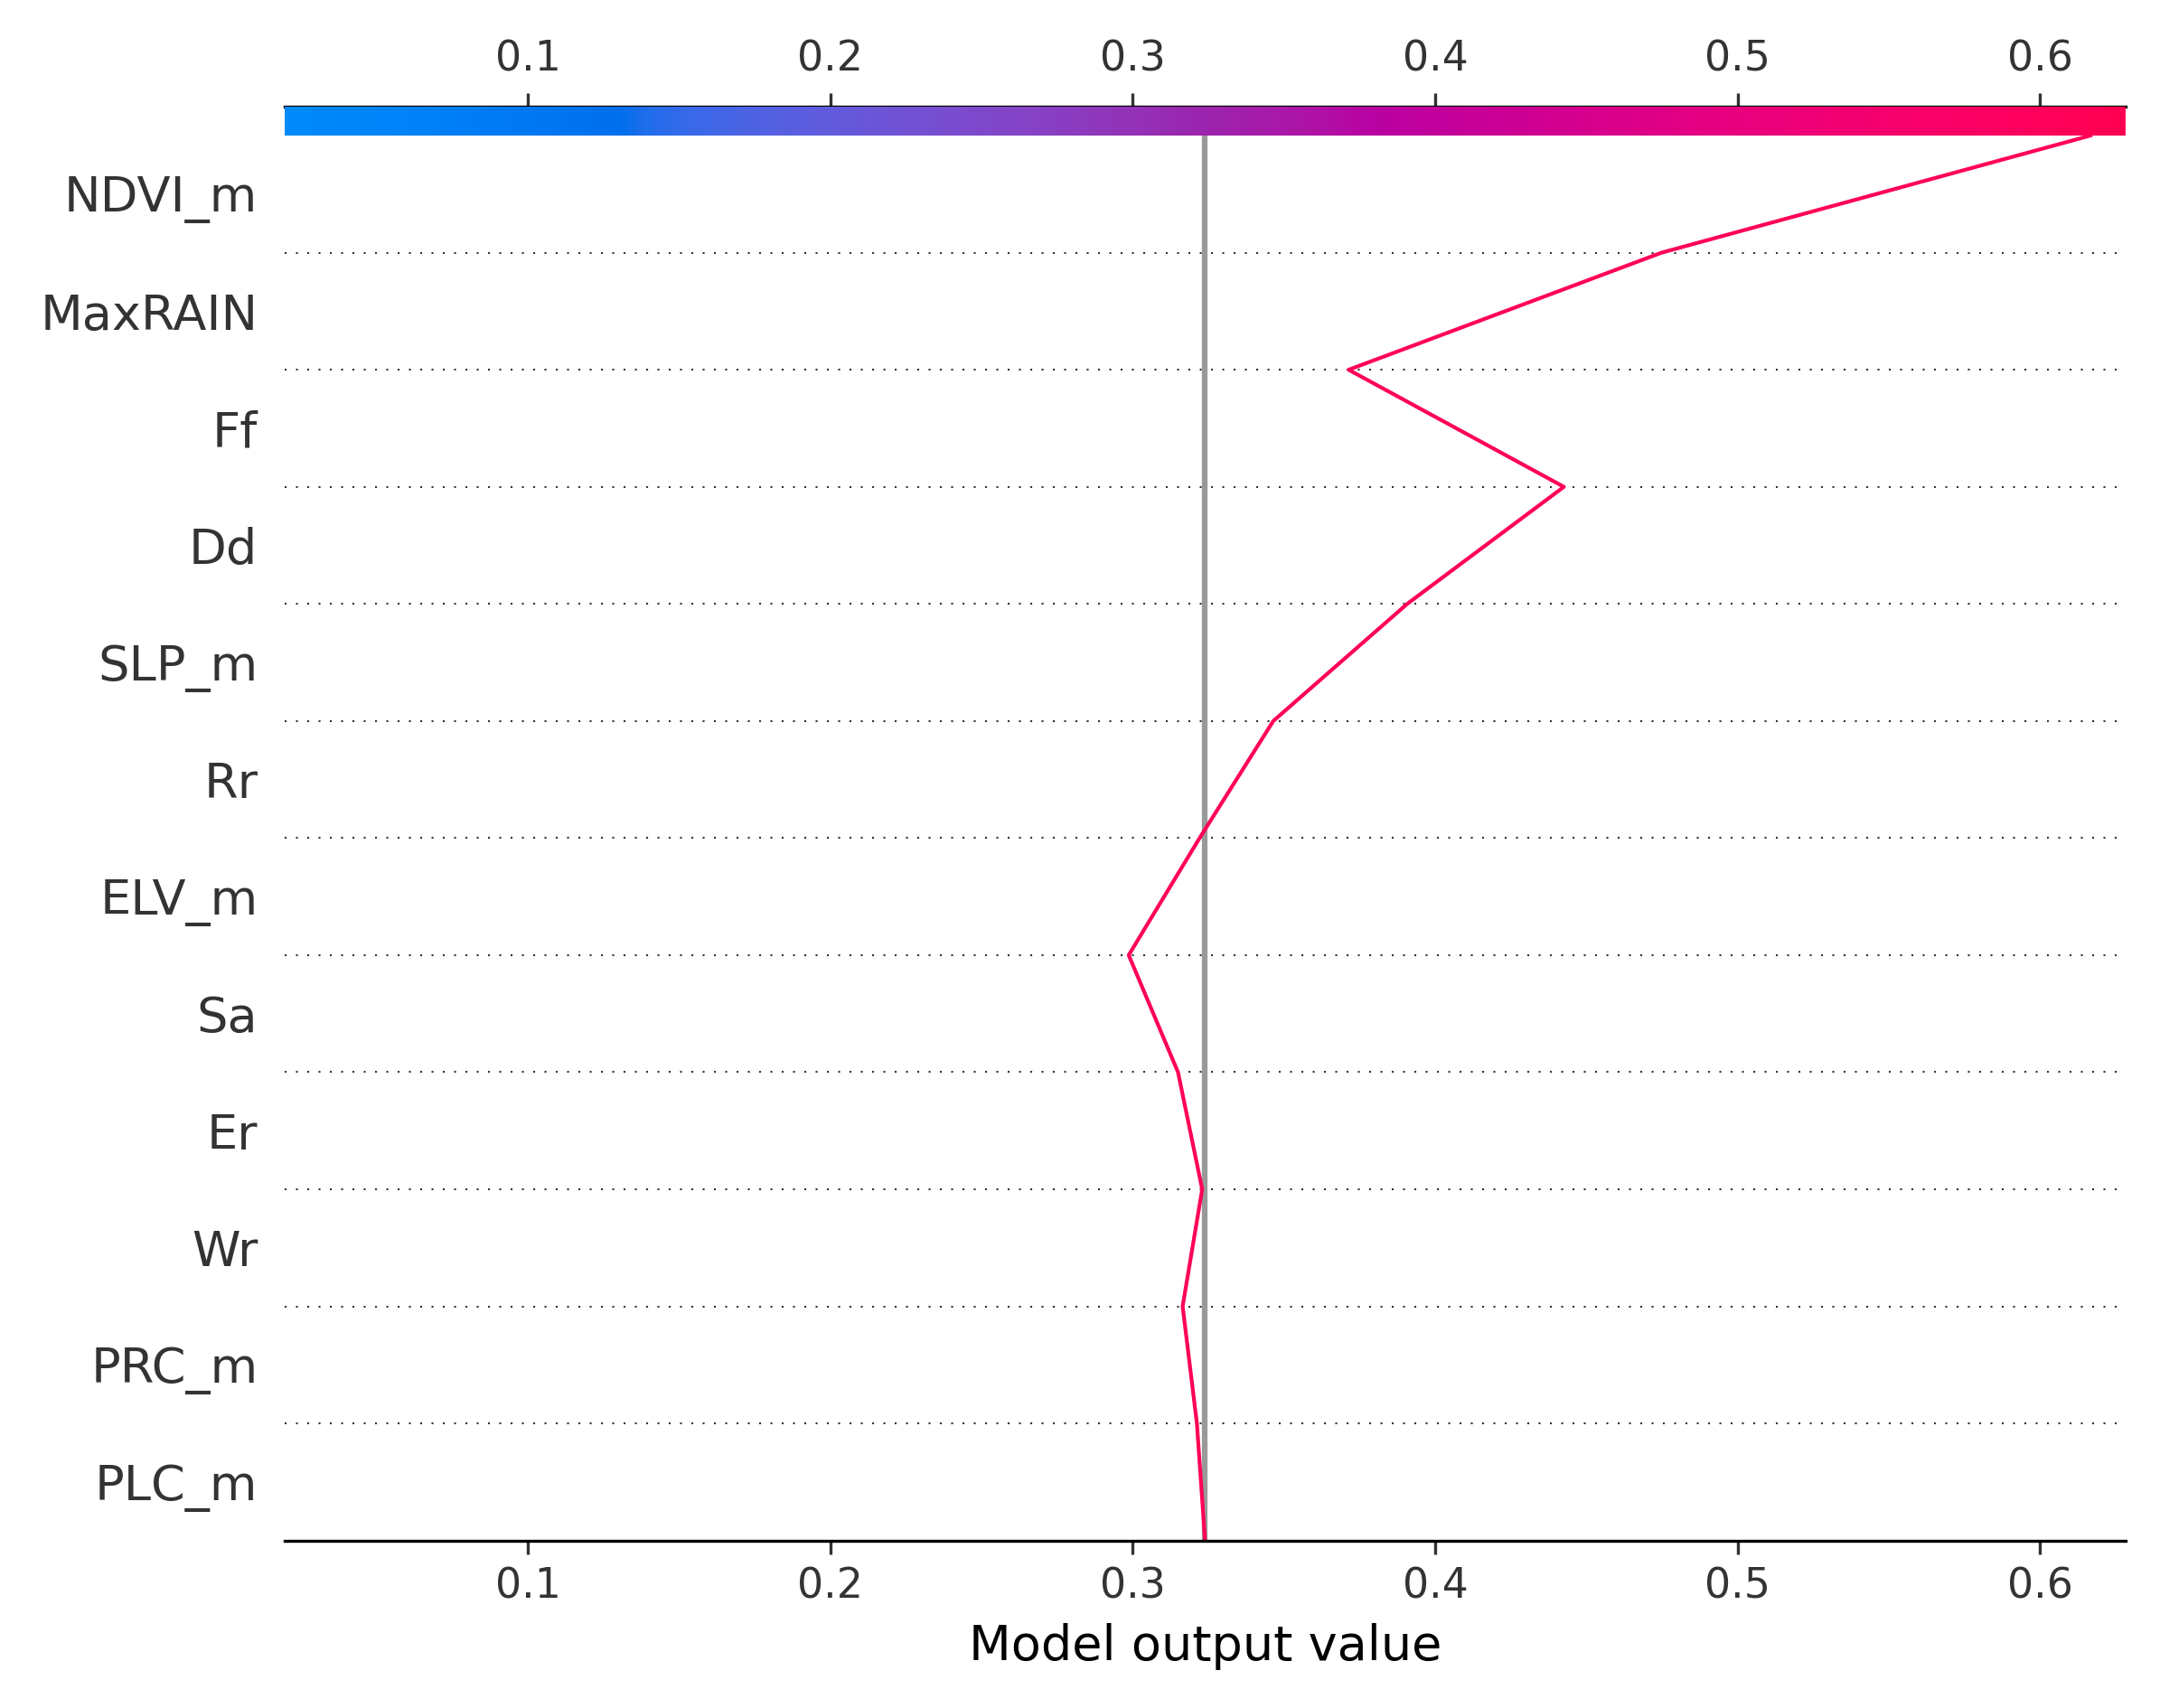 0.1 0.2 0.3 0.4 0.5 0.6
NDVI_m
MaxRAIN
Ff
Dd
SLP_m
Rr
ELV_m
Sa
Er
Wr
PRC_m
PLC_m
0.1 0.2 0.3 0.4 0.5 0.6
Model output value